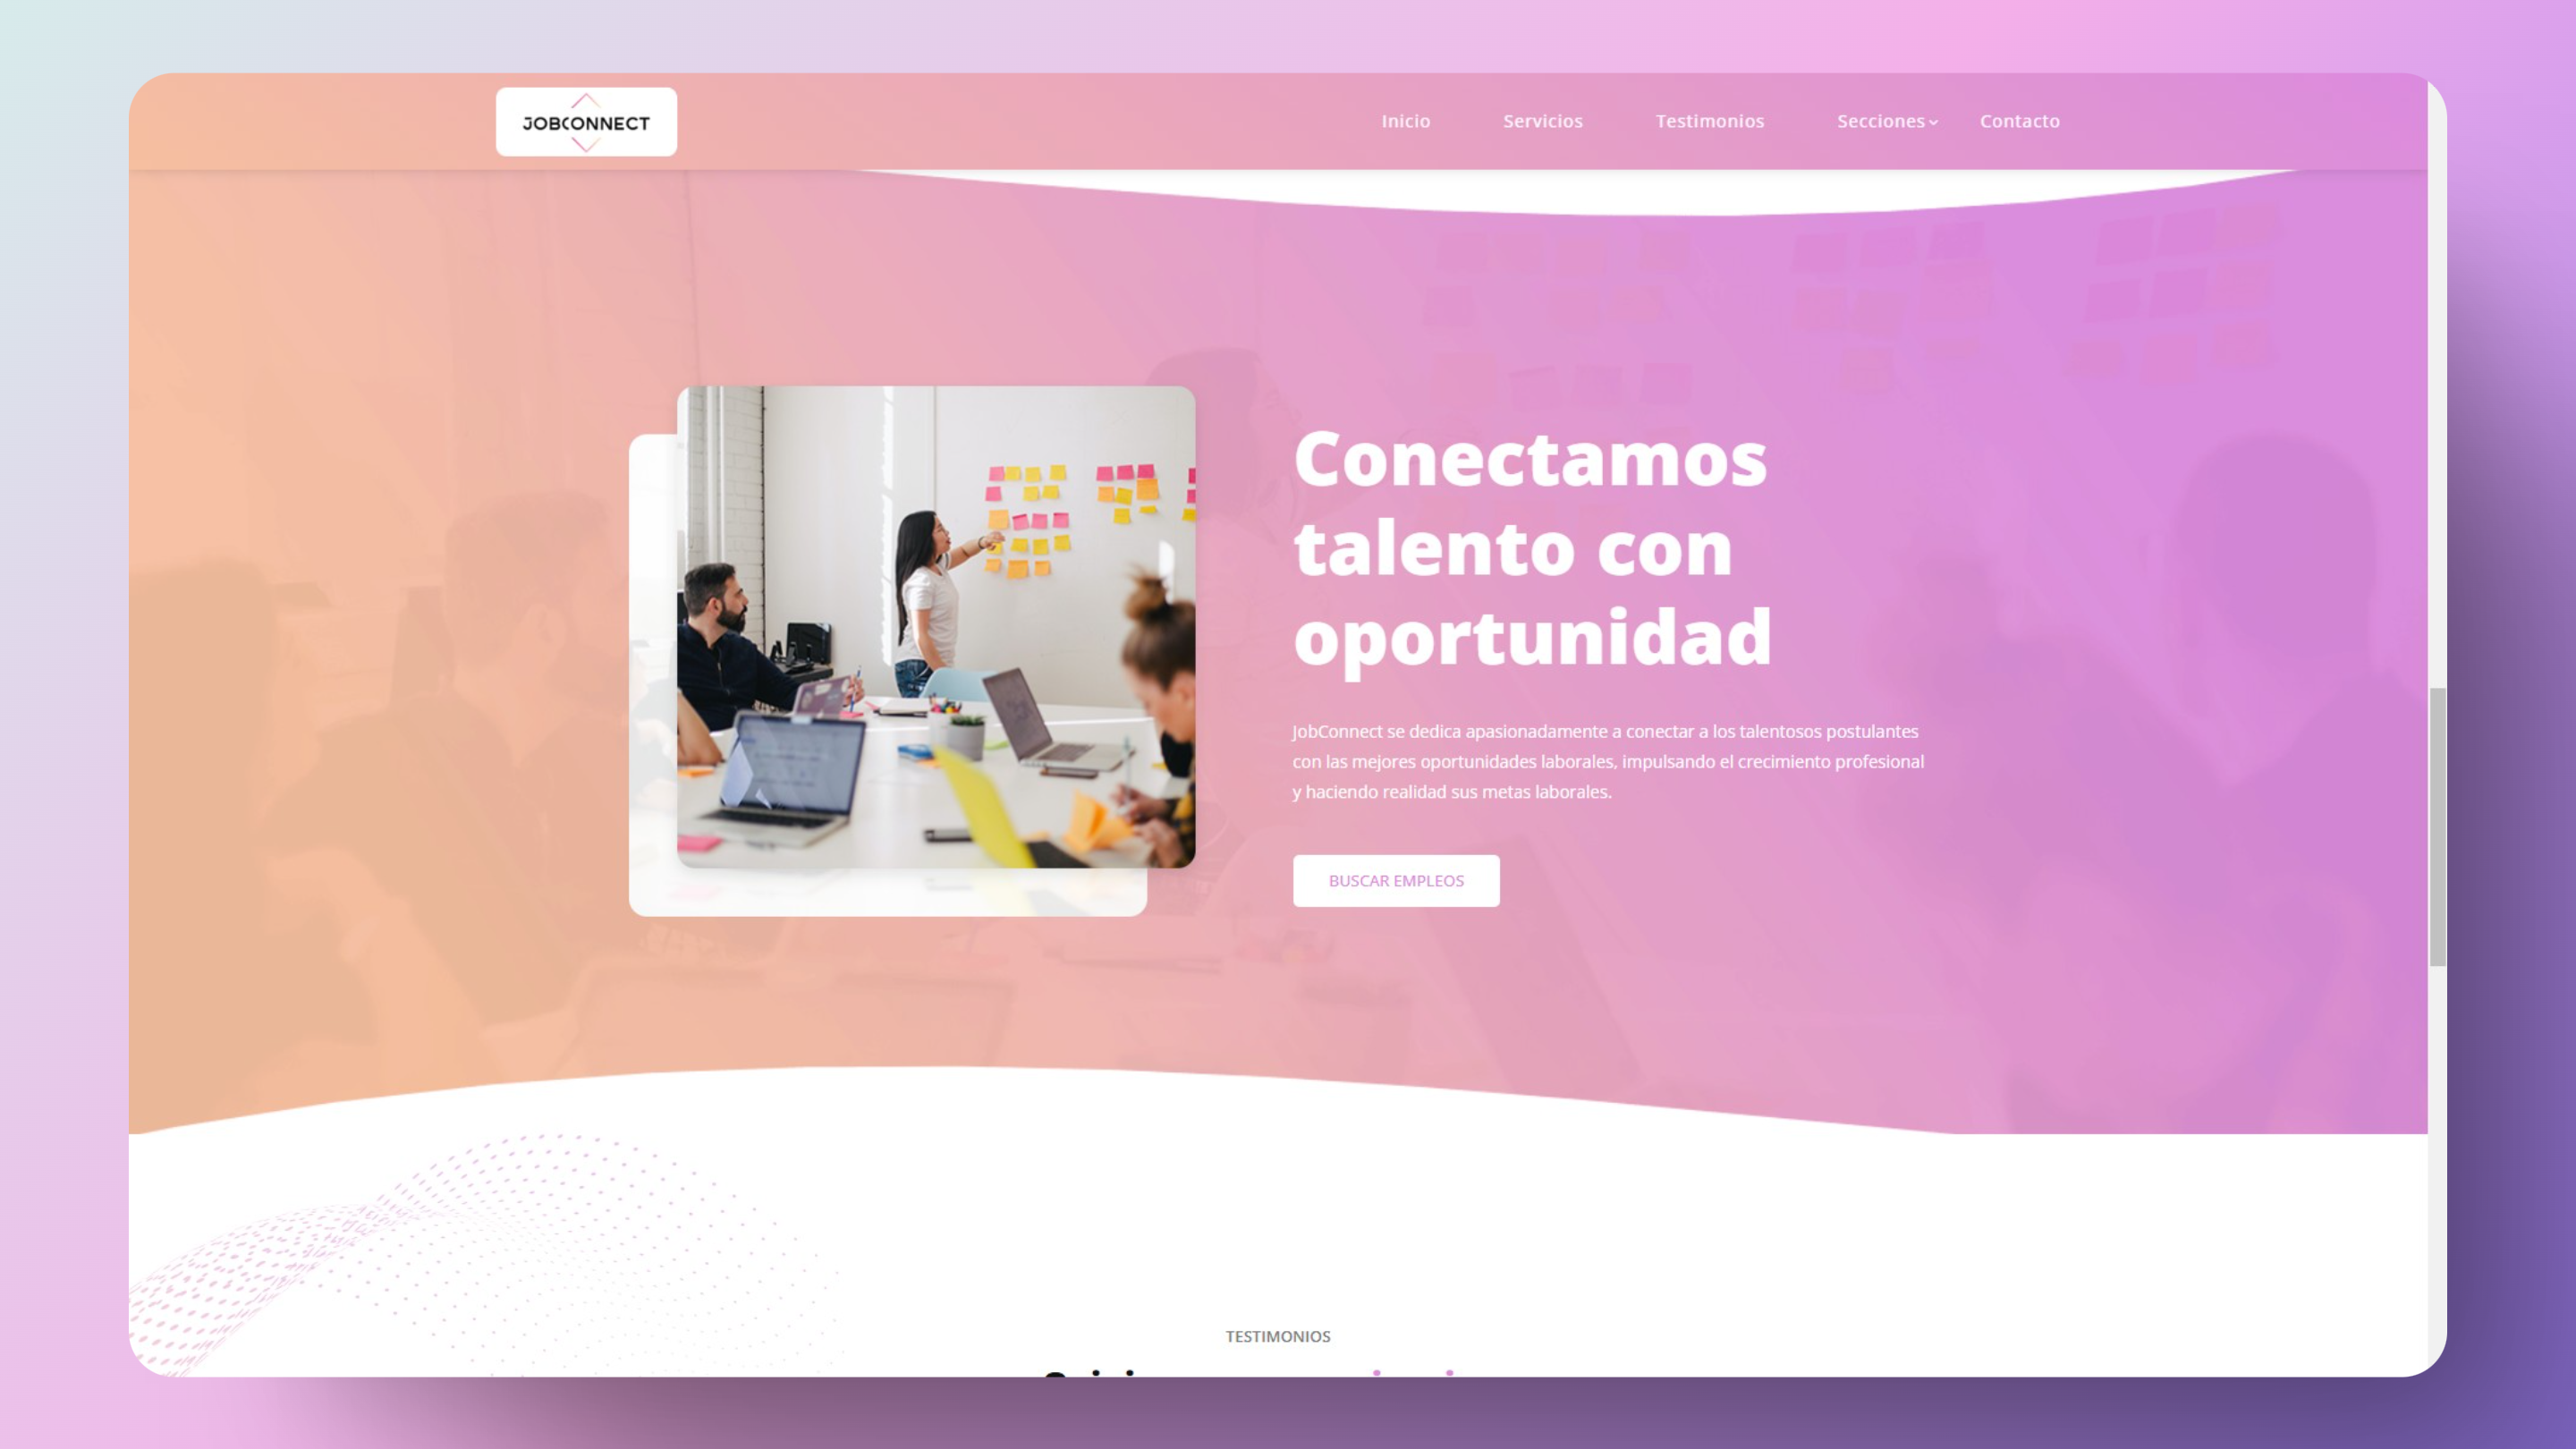 JOBCONNECT
Inicio Servicios Testimonios Secciones Contacto
Conectamos
talento con
oportunidad
JobConnect se dedica apasionadamente a conectar a los talentosos postulantes
con las mejores oportunidades laborales, impulsando el crecimiento profesional
y haciendo realidad sus metas laborales.
BUSCAR EMPLEOS
TESTIMONIOS